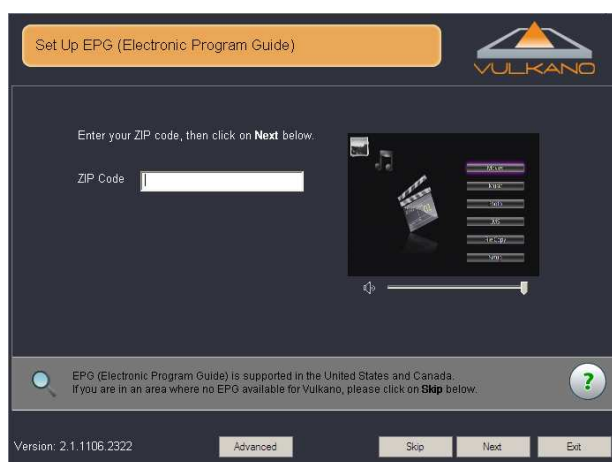 Set Up EPG (Electronic Program Guide)
VULKANO
Enter your ZIP code, then click on Next below.
ZIP Code
EPG (Electronic Program Guide) is supported in the United States and Canada.
If you are in an area where no EPG available for Vulkano, please click on Skip below.
?
Version: 2.1.1106.2322
Advanced
Skip
Next
Exit